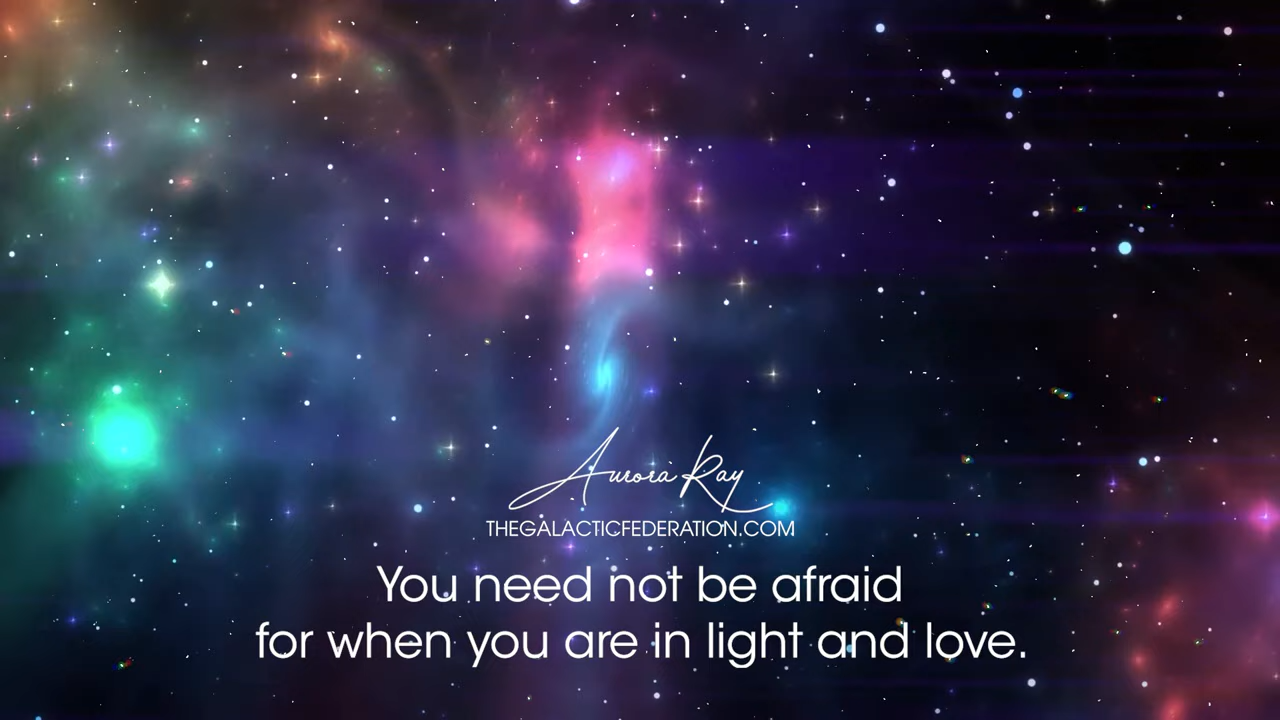 Aurora Ray
THEGALACTICFEDERATION.COM
You need not be afraid
for when you are in light and love.